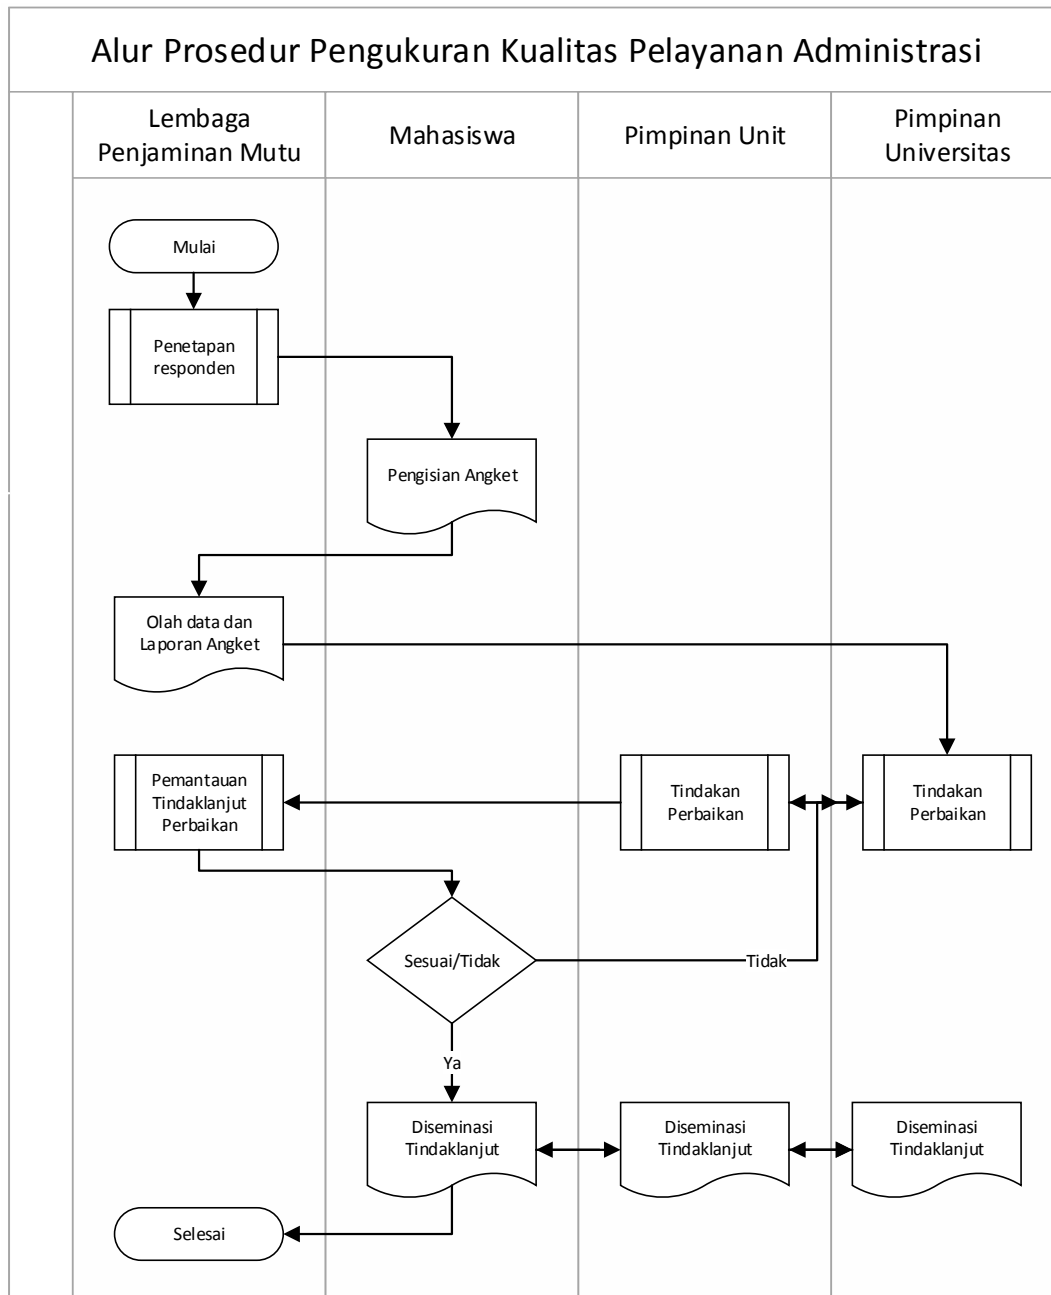 Alur Prosedur Pengukuran Kualitas Pelayanan Administrasi
Lembaga
Penjaminan Mutu
Mahasiswa
Pimpinan Unit
Pimpinan
Universitas
Mulai
Penetapan
responden
Pengisian Angket
Olah data dan
Laporan Angket
Pemantauan
Tindaklanjut
Perbaikan
Tindakan
Perbaikan
Tindakan
Perbaikan
Sesuai/Tidak
Tidak
Ya
Diseminasi
Tindaklanjut
Diseminasi
Tindaklanjut
Diseminasi
Tindaklanjut
Selesai